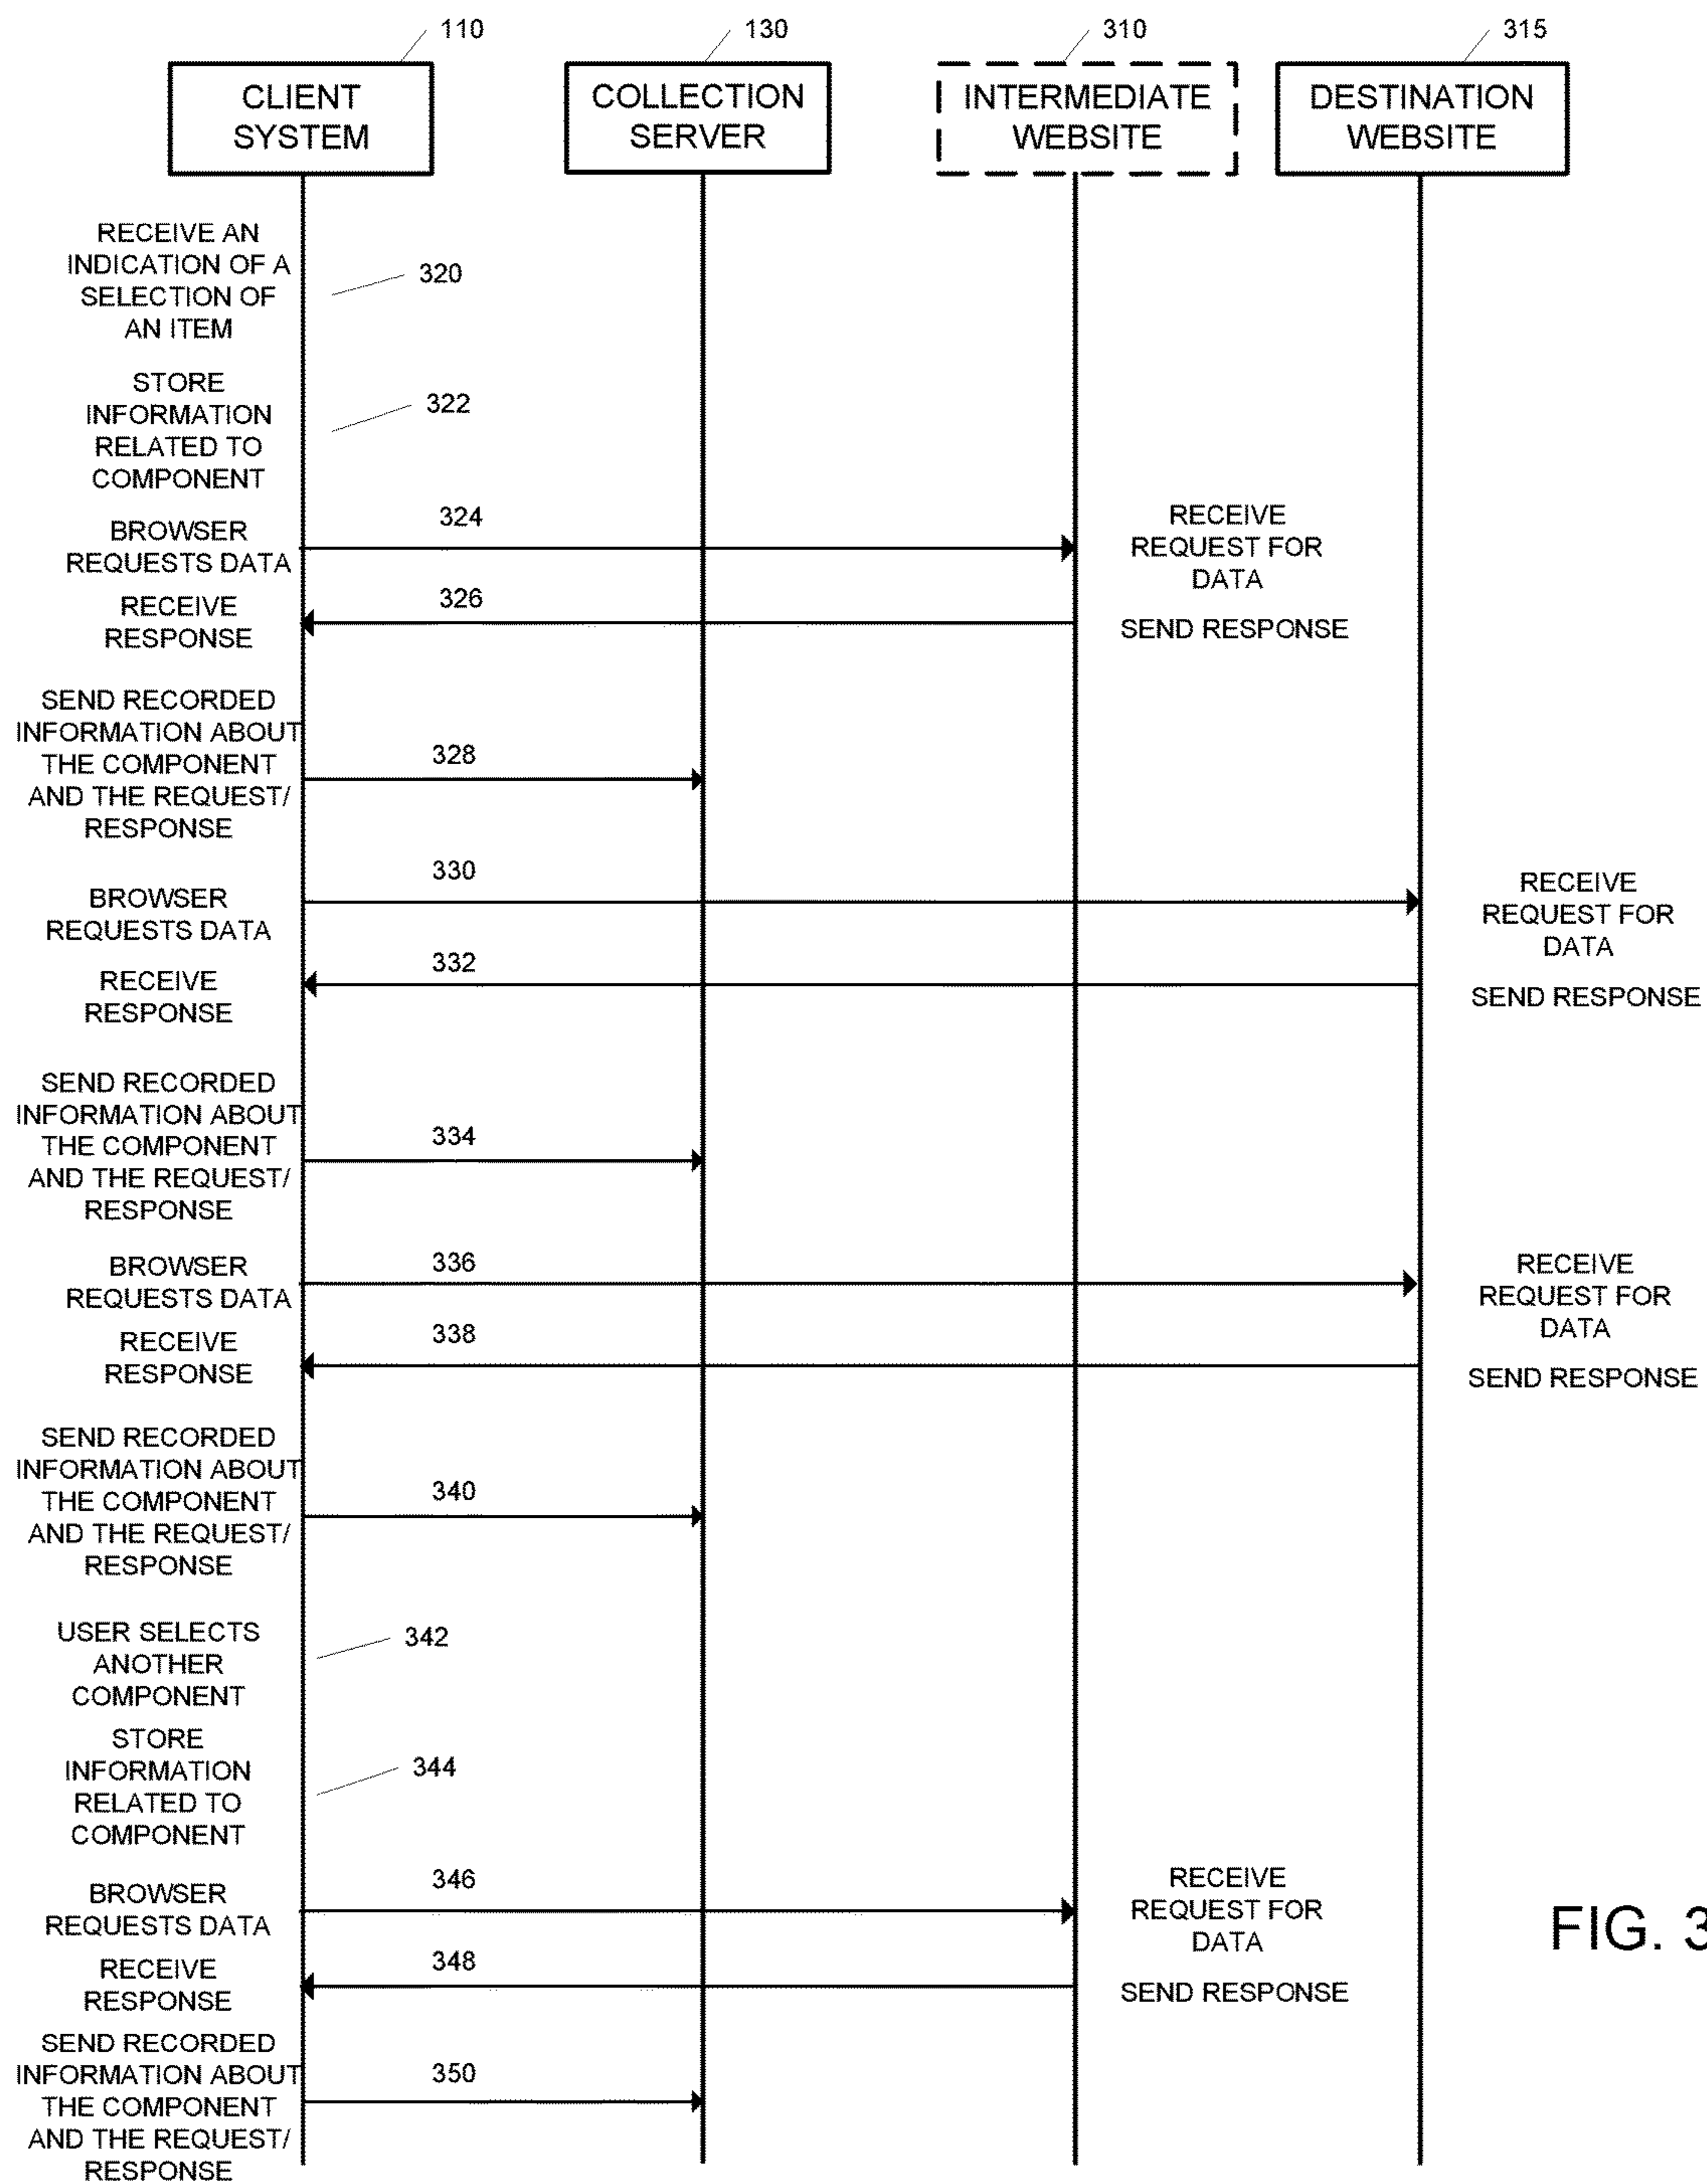 110
130
310
315
CLIENT
SYSTEM
COLLECTION
SERVER
INTERMEDIATE
WEBSITE
DESTINATION
WEBSITE
RECEIVE AN
INDICATION OF A
SELECTION OF
AN ITEM
320
STORE
INFORMATION
RELATED TO
COMPONENT
322
BROWSER
REQUESTS DATA
324
RECEIVE
REQUEST FOR
DATA
RECEIVE
RESPONSE
326
SEND RESPONSE
SEND RECORDED
INFORMATION ABOUT
THE COMPONENT
AND THE REQUEST/
RESPONSE
328
BROWSER
REQUESTS DATA
330
RECEIVE
REQUEST FOR
DATA
RECEIVE
RESPONSE
332
SEND RESPONSE
SEND RECORDED
INFORMATION ABOUT
THE COMPONENT
AND THE REQUEST/
RESPONSE
334
BROWSER
REQUESTS DATA
336
RECEIVE
REQUEST FOR
DATA
RECEIVE
RESPONSE
338
SEND RESPONSE
SEND RECORDED
INFORMATION ABOUT
THE COMPONENT
AND THE REQUEST/
RESPONSE
340
USER SELECTS
ANOTHER
COMPONENT
342
STORE
INFORMATION
RELATED TO
COMPONENT
344
BROWSER
REQUESTS DATA
346
RECEIVE
REQUEST FOR
DATA
RECEIVE
RESPONSE
348
SEND RESPONSE
SEND RECORDED
INFORMATION ABOUT
THE COMPONENT
AND THE REQUEST/
RESPONSE
350
FIG. 3